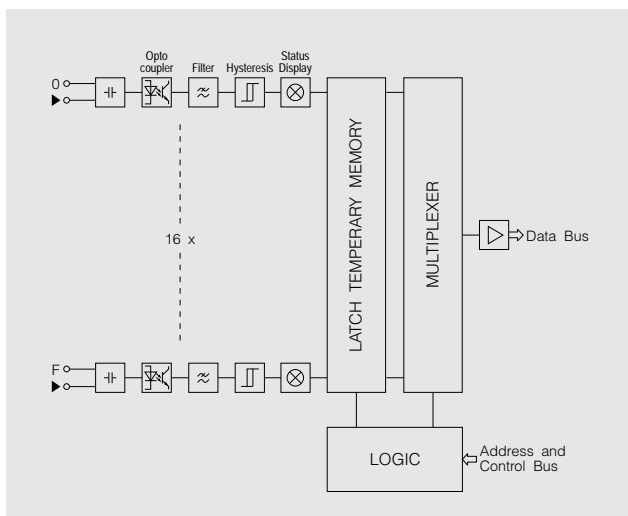 Opto
coupler
Filter
Hysteresis
Status
Display
0
16 x
F
LATCH TEMPERARY MEMORY
MULTIPLEXER
Data Bus
LOGIC
Address and
Control Bus